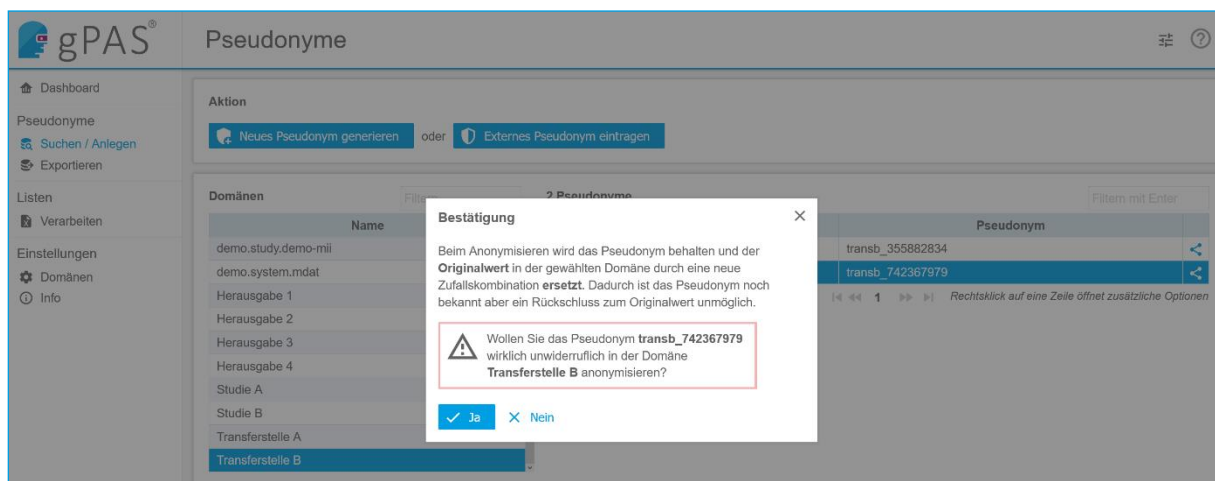 gPAS®
Pseudonyme
Dashboard
Pseudonyme
Suchen / Anlegen
Exportieren
Listen
Verarbeiten
Einstellungen
Domänen
Info
Aktion
Neues Pseudonym generieren oder Externes Pseudonym eintragen
Domänen
2 Pseudonyme
Filtern mit Enter
Name
Pseudonym
demo.study.demo-mii
demo.system.mdat
Herausgabe 1
Herausgabe 2
Herausgabe 3
Herausgabe 4
Studie A
Studie B
Transferstelle A
Transferstelle B
transb_355882834
transb_742367979
1 Rechtsklick auf eine Zeile öffnet zusätzliche Optionen
Bestätigung
Beim Anonymisieren wird das Pseudonym behalten und der
Originalwert in der gewählten Domäne durch eine neue
Zufallskombination ersetzt. Dadurch ist das Pseudonym noch
bekannt aber ein Rückschluss zum Originalwert unmöglich.
Wollen Sie das Pseudonym transb_742367979
wirklich unwiderruflich in der Domäne
Transferstelle B anonymisieren?
Ja Nein